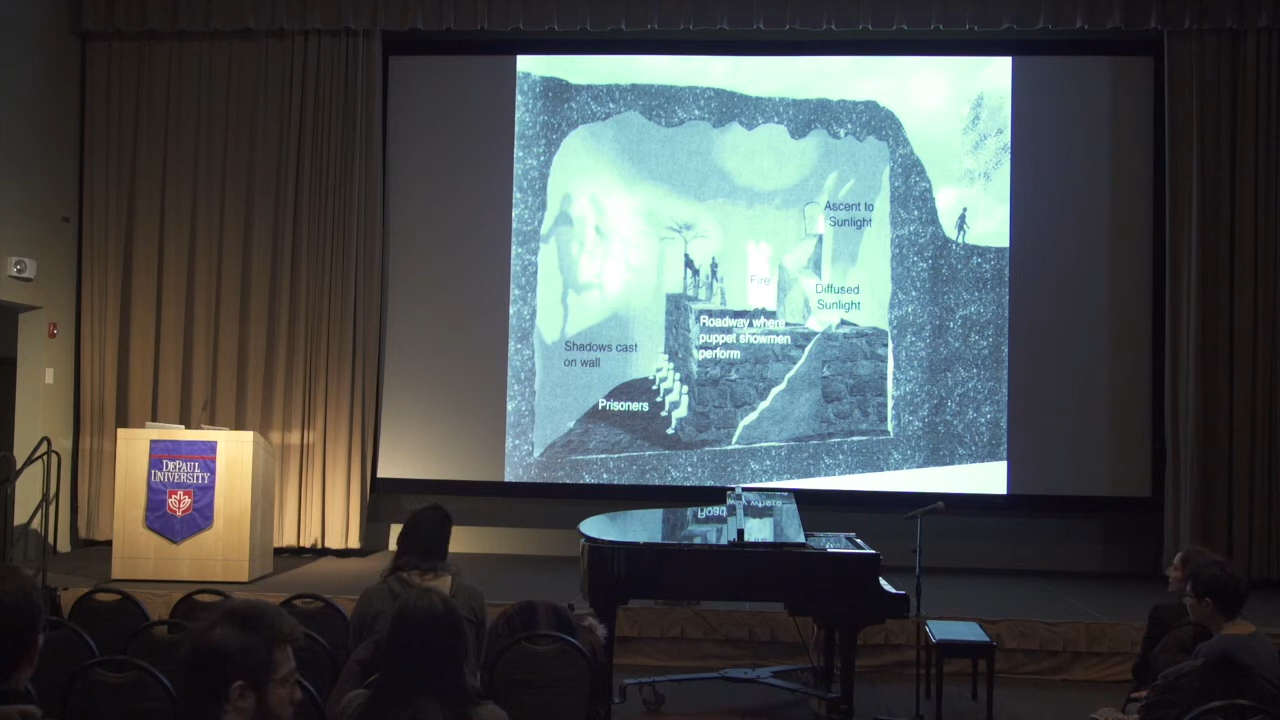 Ascent to
Sunlight
Fire
Diffused
Sunlight
Roadway where
puppet showmen
perform
Shadows cast
on wall
Prisoners
DEPAUL
UNIVERSITY